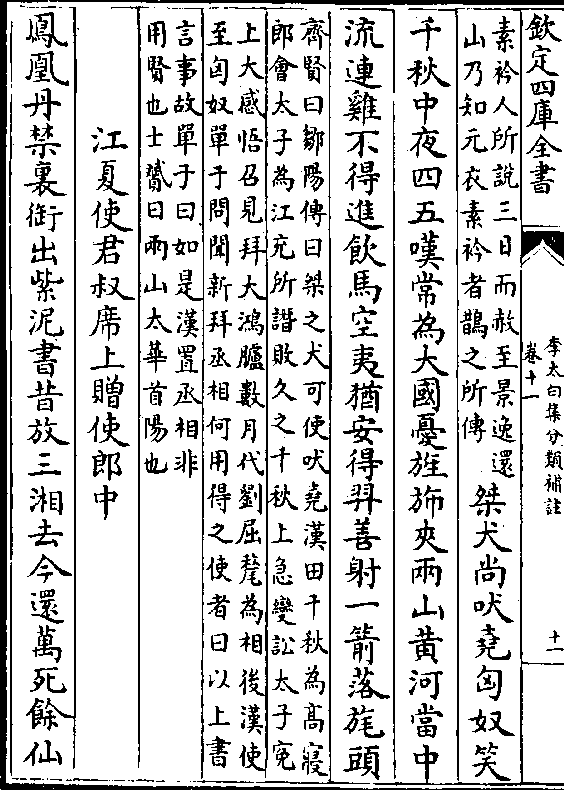 欽定四庫全書
李太白集分類補註
卷十一
十一
素衿人所說三日而赦至景逸還
山乃知元衣素衿者鵲之所傳
桀犬尚吠堯匈奴笑
千秋中夜四五嘆常為大國憂旌斾夾兩山黄河當中
流連雞不得進飲馬空夷猶安得羿善射一箭落旄頭
齊賢曰鄒陽傳曰桀之犬可使吠堯漢田千秋為髙寢
郎會太子為江充所譖敗久之千秋上急變訟太子寃
上大感悟召見拜大鴻臚數月代劉屈氂為相後漢使
至匈奴單于問聞新拜丞相何用得之使者曰以上書
言事故單于曰如是漢置丞相非
用賢也士贇曰兩山太華首陽也
江夏使君叔席上贈使郎中
鳳凰丹禁裏銜出紫泥書昔放三湘去今還萬死餘仙